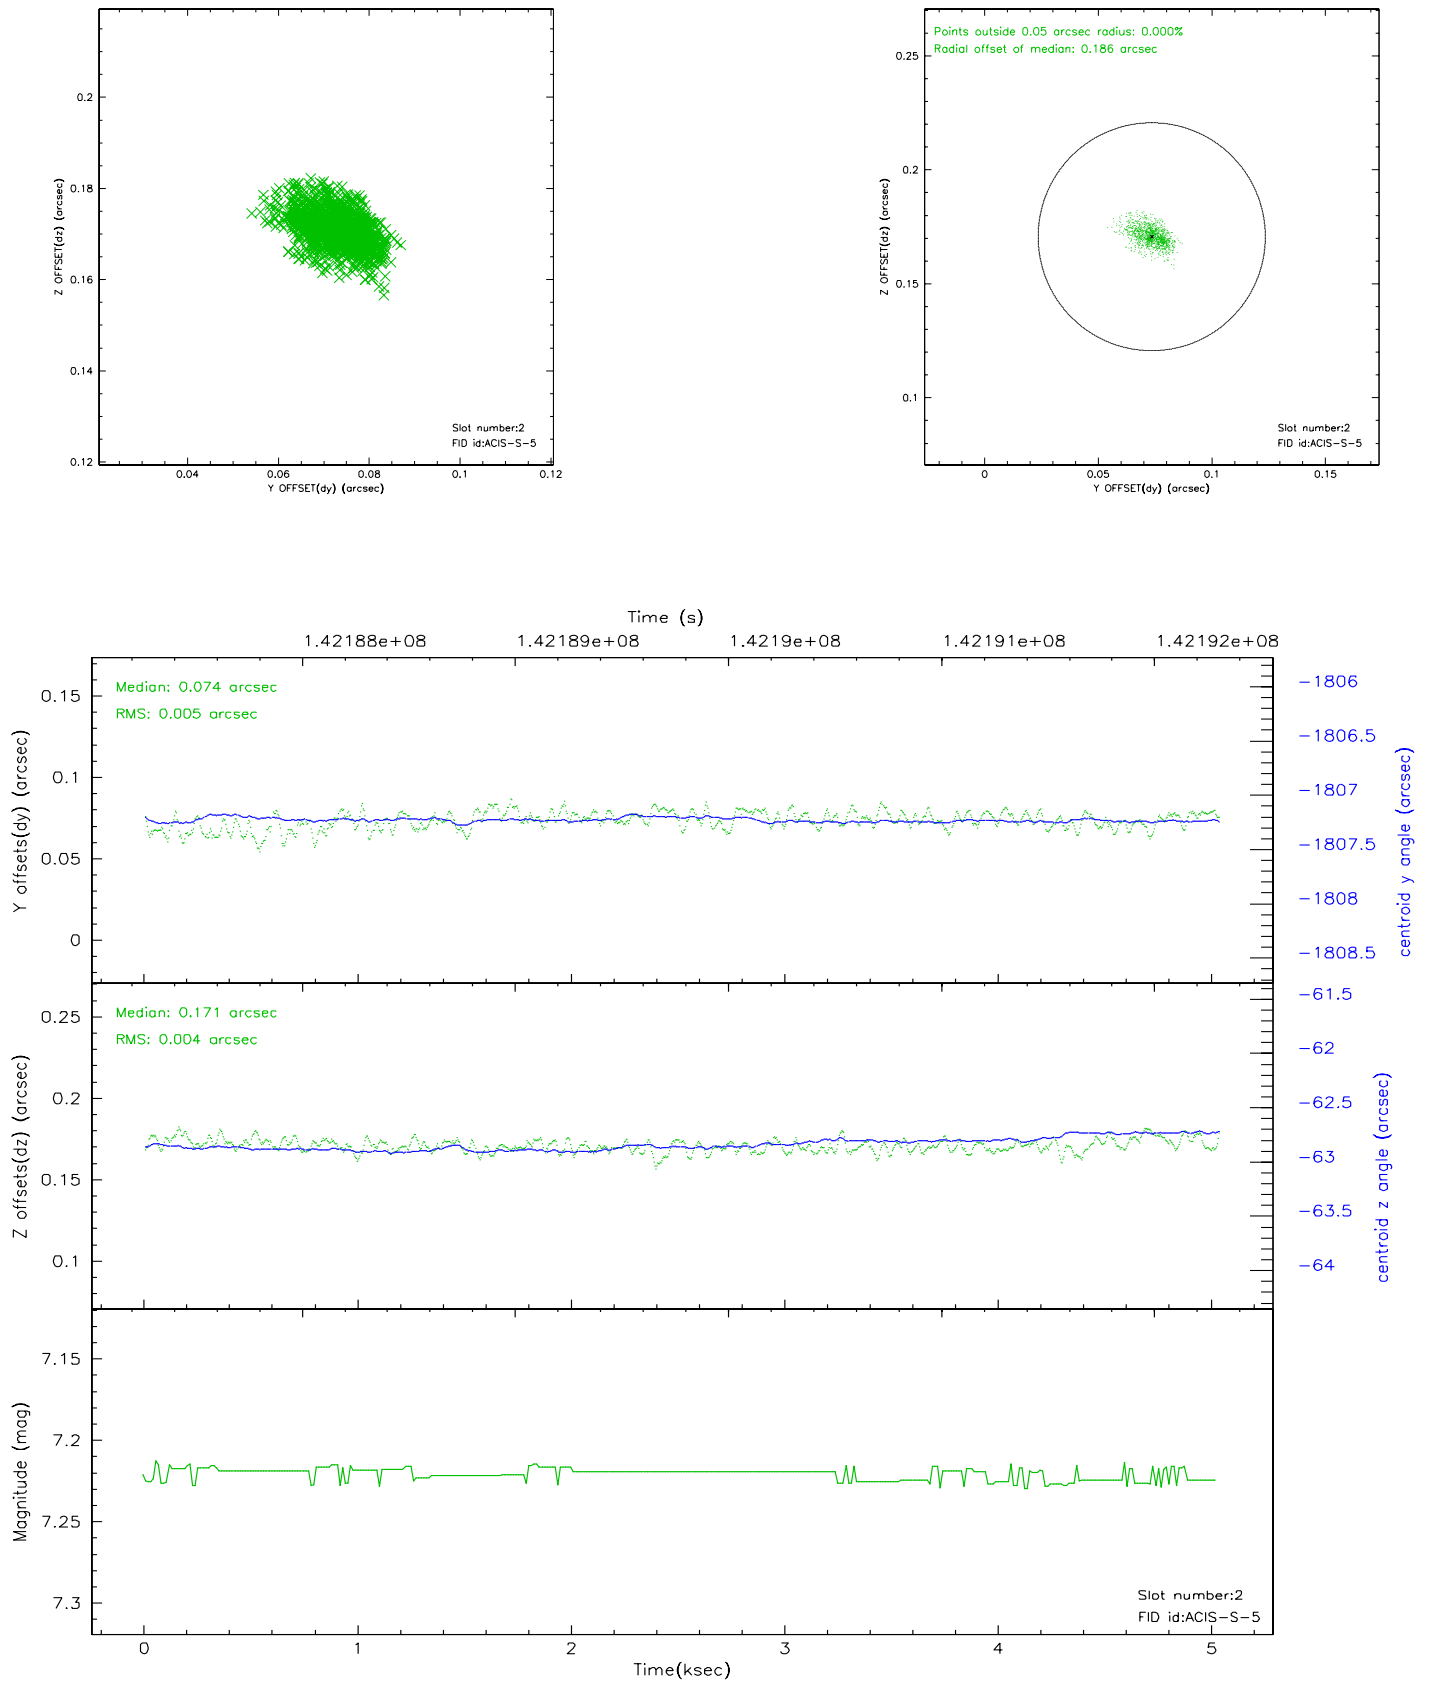 0.2
0.18
0.16
0.14
0.12
0.04
0.06
0.08
0.1
0.12
Z OFFSET(dz) (arcsec)
Y OFFSET(dy) (arcsec)
Slot number:2
FID id:ACIS-S-5
Points outside 0.05 arcsec radius: 0.000%
Radial offset of median: 0.186 arcsec
0.25
0.2
0.15
0.1
0
0.05
0.1
0.15
Z OFFSET(dz) (arcsec)
Y OFFSET(dy) (arcsec)
Slot number:2
FID id:ACIS-S-5
Time (s)
1.42188e+08
1.42189e+08
1.4219e+08
1.42191e+08
1.42192e+08
Median: 0.074 arcsec
RMS: 0.005 arcsec
0.15
0.1
0.05
0
Y offsets(dy) (arcsec)
-1806
-1806.5
-1807
-1807.5
-1808
-1808.5
centroid y angle (arcsec)
Median: 0.171 arcsec
RMS: 0.004 arcsec
0.25
0.2
0.15
0.1
Z offsets(dz) (arcsec)
-61.5
-62
-62.5
-63
-63.5
-64
centroid z angle (arcsec)
7.15
7.2
7.25
7.3
Magnitude (mag)
Slot number:2
FID id:ACIS-S-5
0
1
2
3
4
5
Time(ksec)